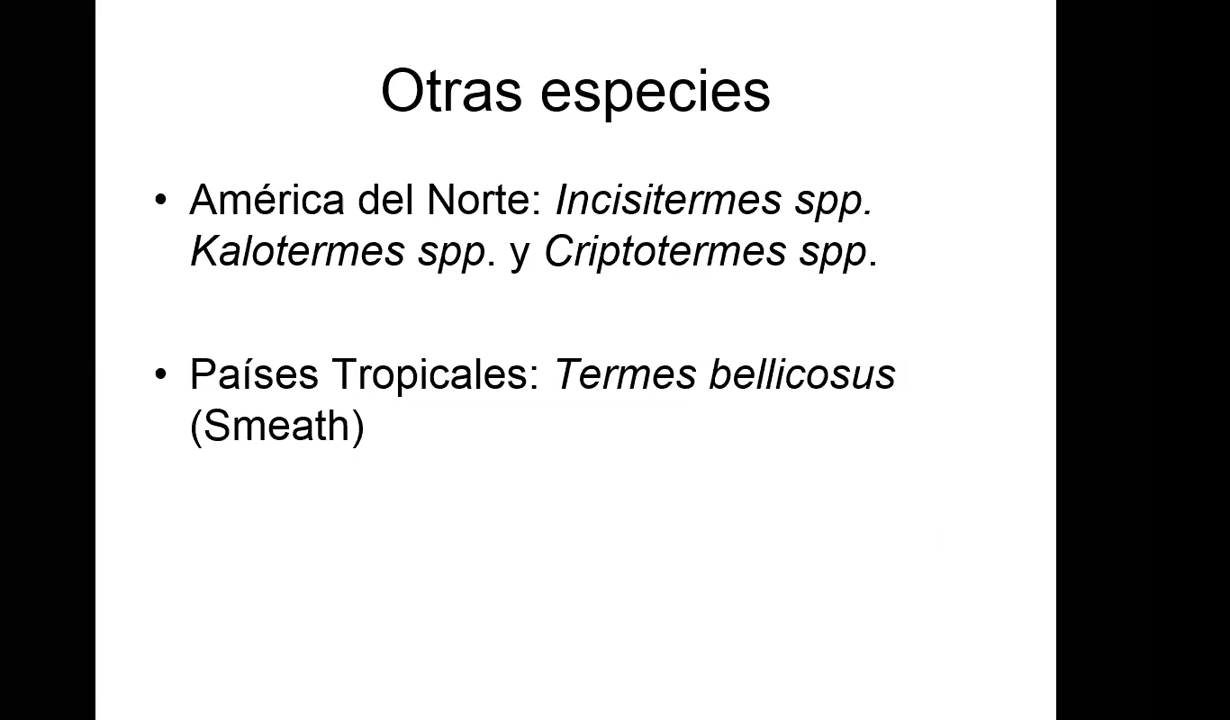 Otras especies
• América del Norte: Incisitermes spp.
Kalotermes spp. y Criptotermes spp.
• Países Tropicales: Termes bellicosus
(Smeath)